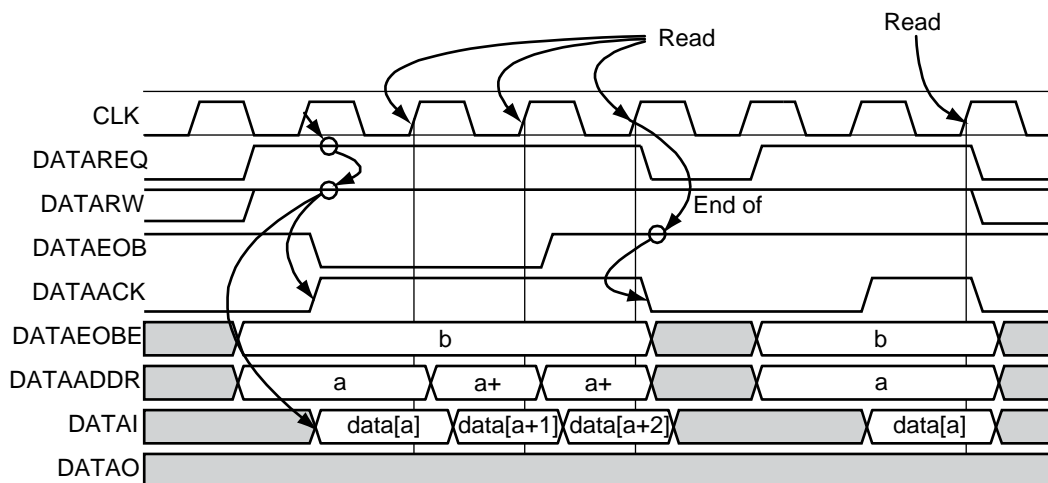 Read
Read
CLK
DATAREQ
DATARW
End of
DATAEOB
DATAACK
DATAEOBE
b
b
DATAADDR
a
a+
a+
a
DATAI
data[a]
data[a+1]
data[a+2]
data[a]
DATAO